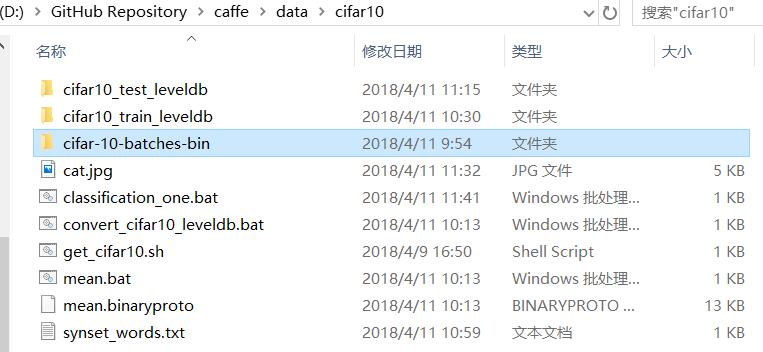 (D:) > GitHub Repository > caffe > data > cifar10 搜索"cifar10"
名称 修改日期 类型 大小
cifar10_test_leveldb 2018/4/11 11:15 文件夹
cifar10_train_leveldb 2018/4/11 10:30 文件夹
cifar-10-batches-bin 2018/4/11 9:54 文件夹
cat.jpg 2018/4/11 11:32 JPG 文件 5 KB
classification_one.bat 2018/4/11 11:41 Windows 批处理... 1 KB
convert_cifar10_leveldb.bat 2018/4/11 10:13 Windows 批处理... 1 KB
get_cifar10.sh 2018/4/9 16:50 Shell Script 1 KB
mean.bat 2018/4/11 10:13 Windows 批处理... 1 KB
mean.binaryproto 2018/4/11 10:13 BINARYPROTO ... 13 KB
synset_words.txt 2018/4/11 10:59 文本文档 1 KB